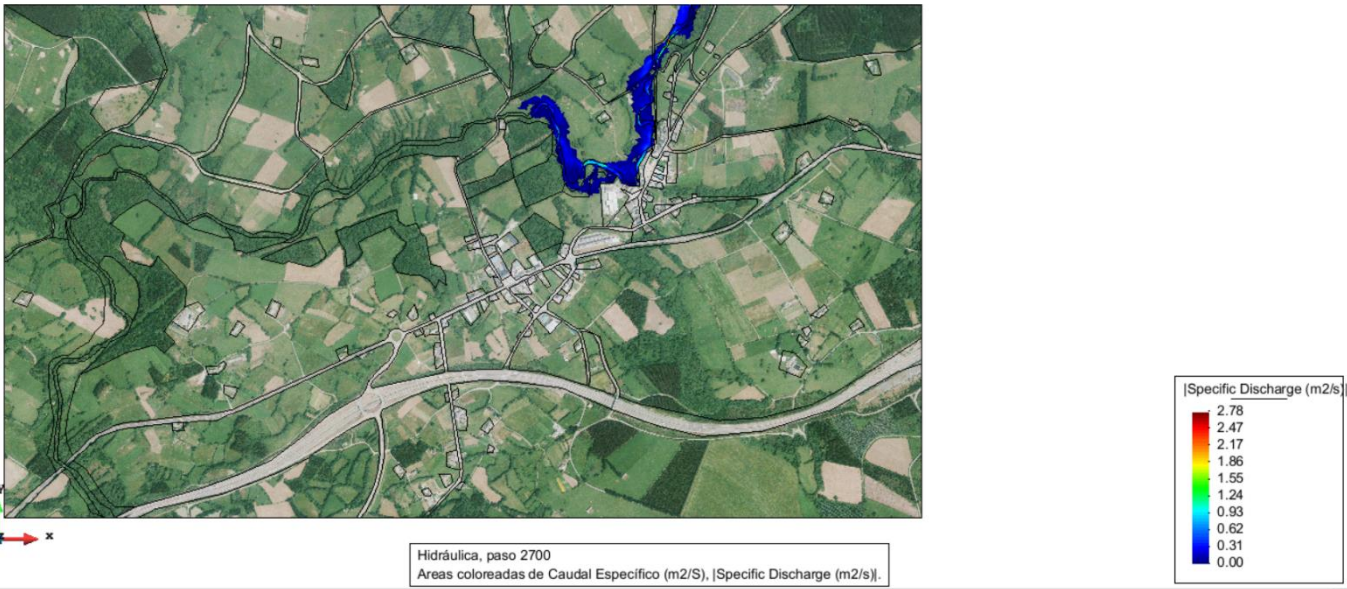 |Specific Discharge (m2/s)|
2.78
2.47
2.17
1.86
1.55
1.24
0.93
0.62
0.31
0.00
x
Hidráulica, paso 2700
Areas coloreadas de Caudal Específico (m2/S), |Specific Discharge (m2/s)|.